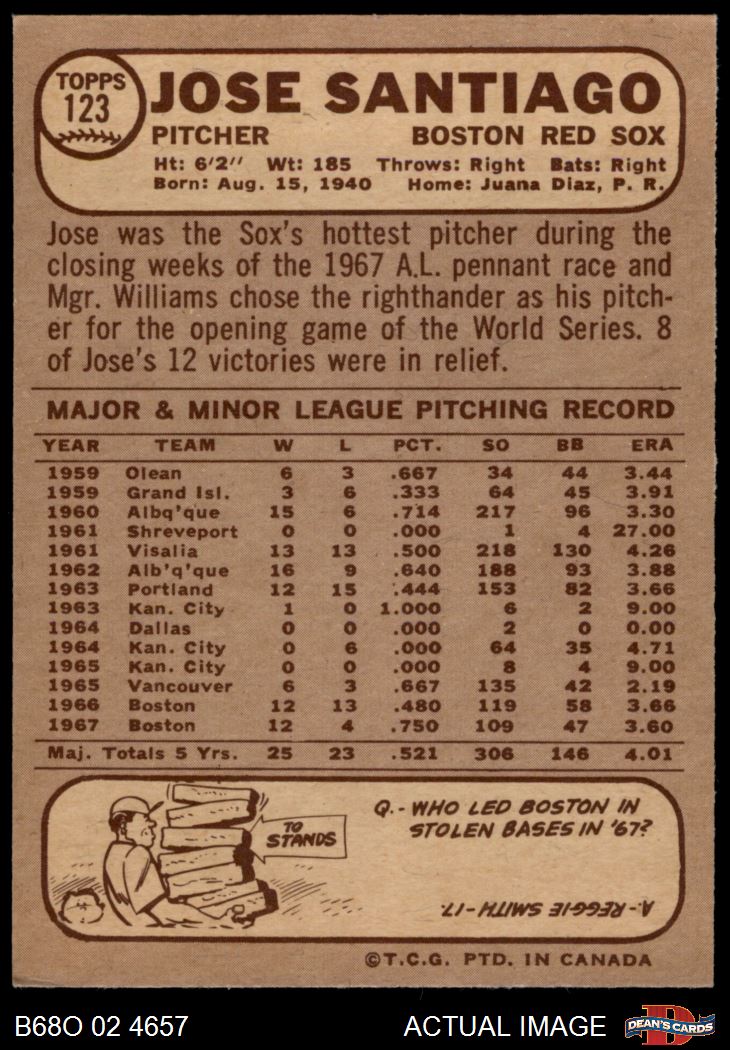 TOPPS
123
JOSE SANTIAGO
PITCHER BOSTON RED SOX
Ht: 6'2" Wt: 185 Throws: Right Bats: Right
Born: Aug. 15, 1940 Home: Juana Diaz, P. R.
Jose was the Sox's hottest pitcher during the
closing weeks of the 1967 A.L. pennant race and
Mgr. Williams chose the righthander as his pitch-
er for the opening game of the World Series. 8
of Jose's 12 victories were in relief.
MAJOR & MINOR LEAGUE PITCHING RECORD
YEAR TEAM W L PCT. SO BB ERA
1959 Olean 6 3 .667 34 44 3.44
1959 Grand Isl. 3 6 .333 64 45 3.91
1960 Albq'que 15 6 .714 217 96 3.30
1961 Shreveport 0 0 .000 1 4 27.00
1961 Visalia 13 13 .500 218 130 4.26
1962 Alb'q'que 16 9 .640 188 93 3.88
1963 Portland 12 15 .444 153 82 3.66
1963 Kan. City 1 0 1.000 6 2 9.00
1964 Dallas 0 0 .000 2 0 0.00
1964 Kan. City 0 6 .000 64 35 4.71
1965 Kan. City 0 0 .000 8 4 9.00
1965 Vancouver 6 3 .667 135 42 2.19
1966 Boston 12 13 .480 119 58 3.66
1967 Boston 12 4 .750 109 47 3.60
Maj. Totals 5 Yrs. 25 23 .521 306 146 4.01
TO
STANDS
Q.-WHO LED BOSTON IN
STOLEN BASES IN '67?
A.-REGGIE SMITH-17.
©T.C.G. PTD. IN CANADA
B68O 02 4657 ACTUAL IMAGE
D
DEAN'S CARDS